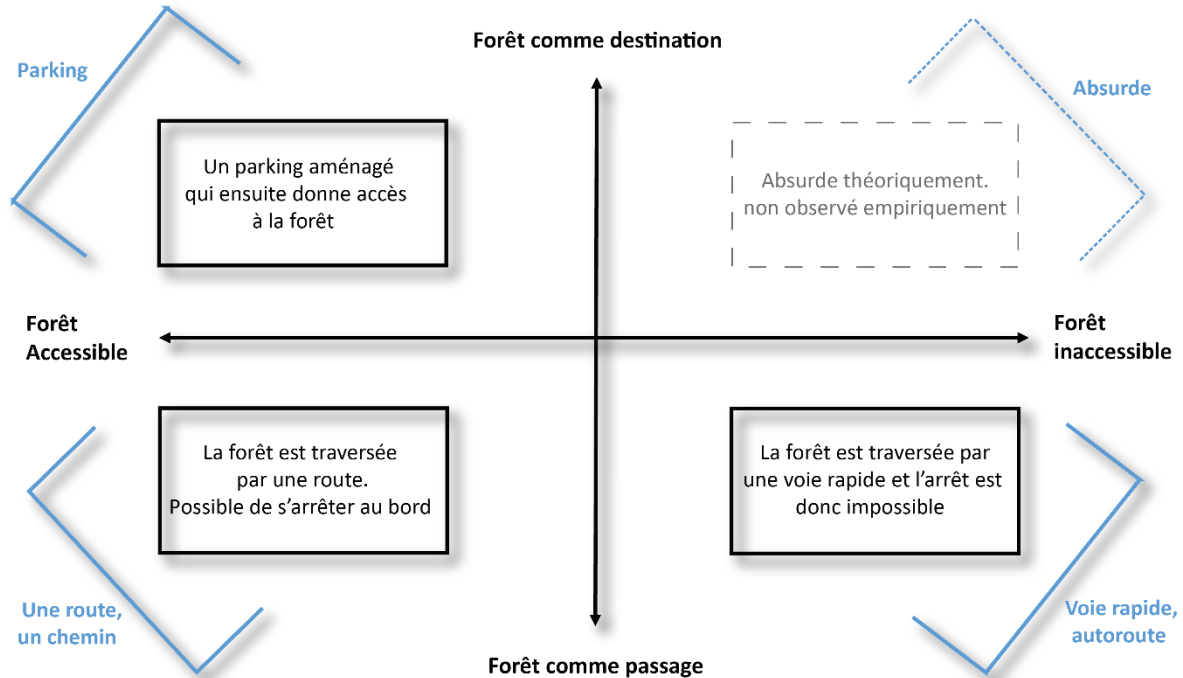 Forêt comme destination
Parking
Absurde
Un parking aménagé
qui ensuite donne accès
à la forêt
Absurde théoriquement.
non observé empiriquement
Forêt
Accessible
Forêt
inaccessible
La forêt est traversée
par une route.
Possible de s’arrêter au bord
La forêt est traversée par
une voie rapide et l’arrêt est
donc impossible
Une route,
un chemin
Voie rapide,
autoroute
Forêt comme passage